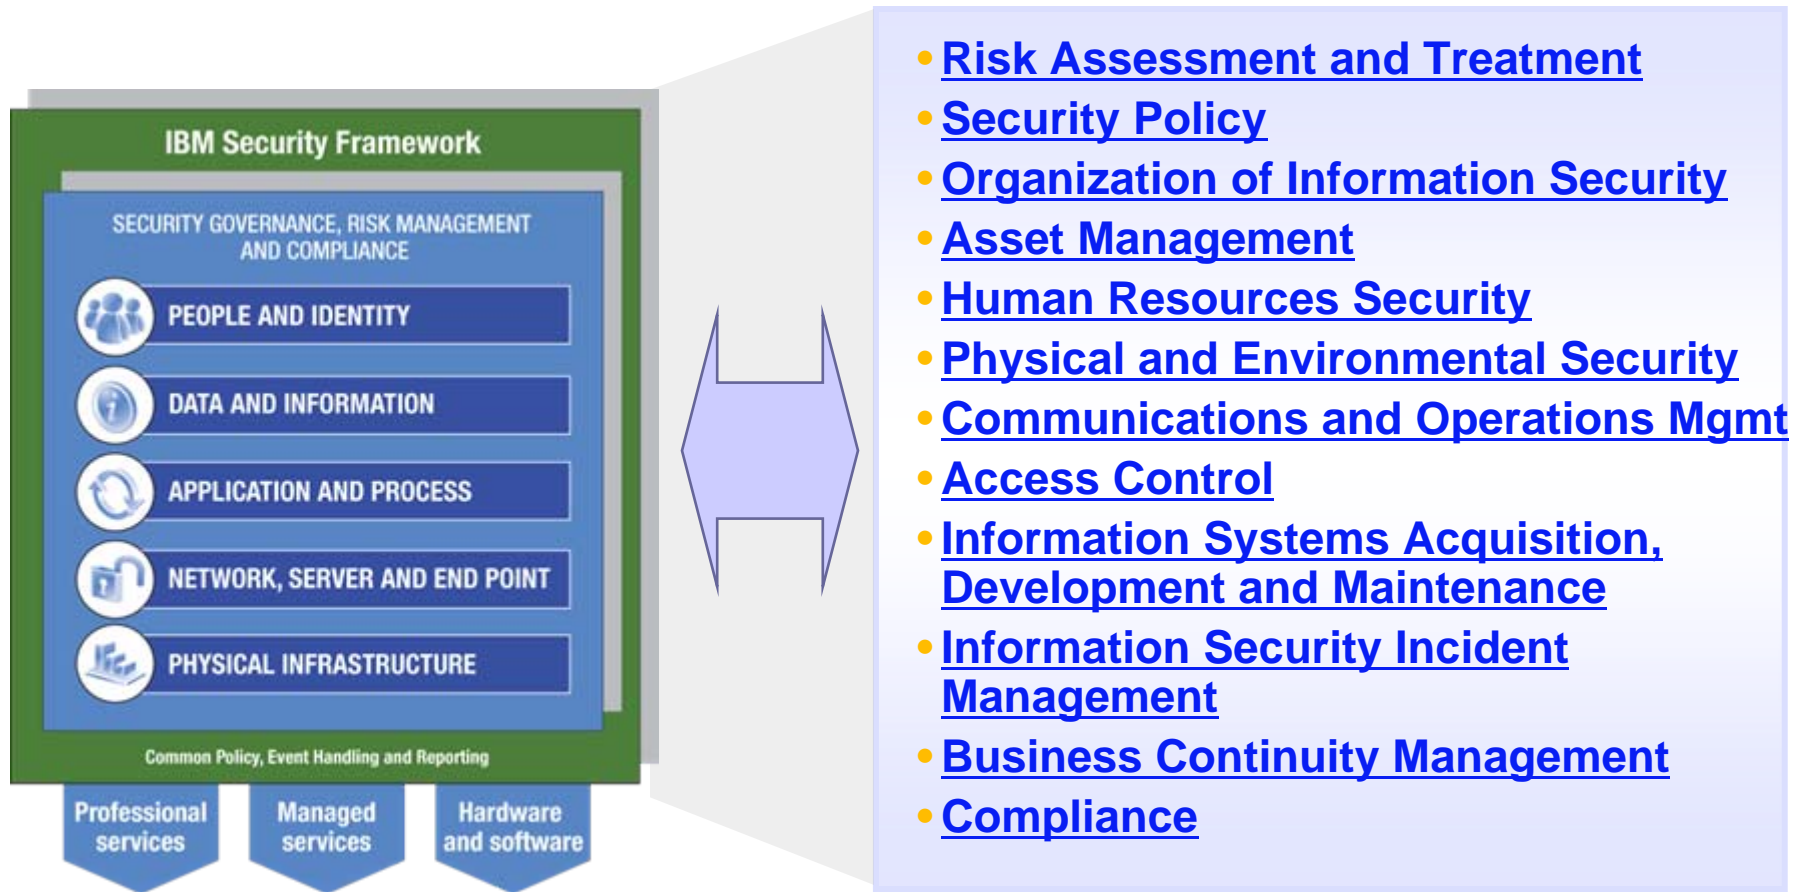 IBM Security Framework
SECURITY GOVERNANCE, RISK MANAGEMENT
AND COMPLIANCE
PEOPLE AND IDENTITY
DATA AND INFORMATION
APPLICATION AND PROCESS
NETWORK, SERVER AND END POINT
PHYSICAL INFRASTRUCTURE
Common Policy, Event Handling and Reporting
Professional
services
Managed
services
Hardware
and software
• Risk Assessment and Treatment
• Security Policy
• Organization of Information Security
• Asset Management
• Human Resources Security
• Physical and Environmental Security
• Communications and Operations Mgmt
• Access Control
• Information Systems Acquisition,
Development and Maintenance
• Information Security Incident
Management
• Business Continuity Management
• Compliance